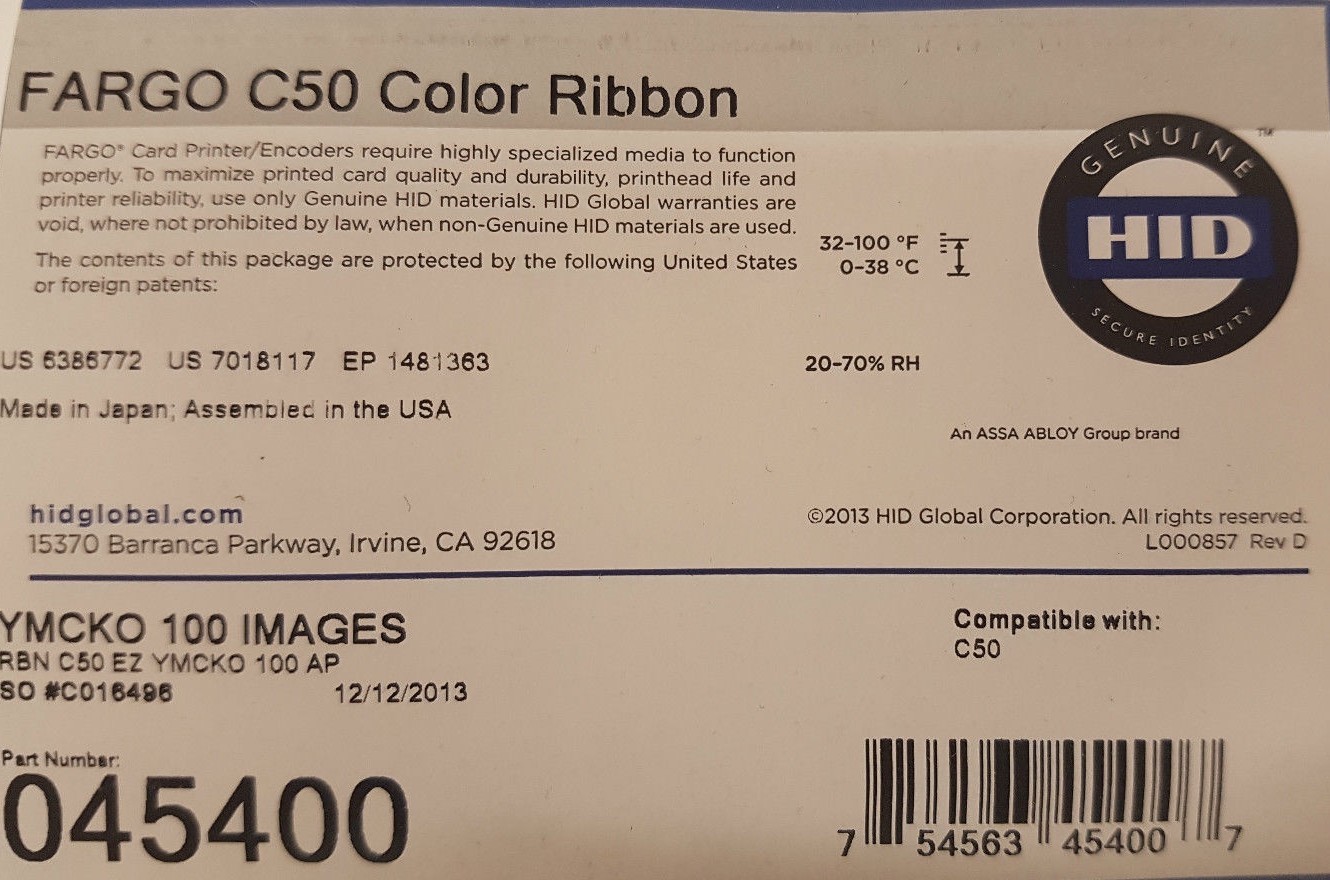 FARGO C50 Color Ribbon
FARGO® Card Printer/Encoders require highly specialized media to function
properly. To maximize printed card quality and durability, printhead life and
printer reliability, use only Genuine HID materials. HID Global warranties are
void, where not prohibited by law, when non-Genuine HID materials are used.
The contents of this package are protected by the following United States
or foreign patents:
32-100 °F
0-38 °C
GENUINE™
HID
SECURE IDENTITY
US 6386772 US 7018117 EP 1481363
20-70% RH
Made in Japan; Assembled in the USA
An ASSA ABLOY Group brand
hidglobal.com
15370 Barranca Parkway, Irvine, CA 92618
©2013 HID Global Corporation. All rights reserved.
L000857 Rev D
YMCKO 100 IMAGES
RBN C50 EZ YMCKO 100 AP
SO #C016496 12/12/2013
Compatible with:
C50
Part Number:
045400
7 54563 45400 7